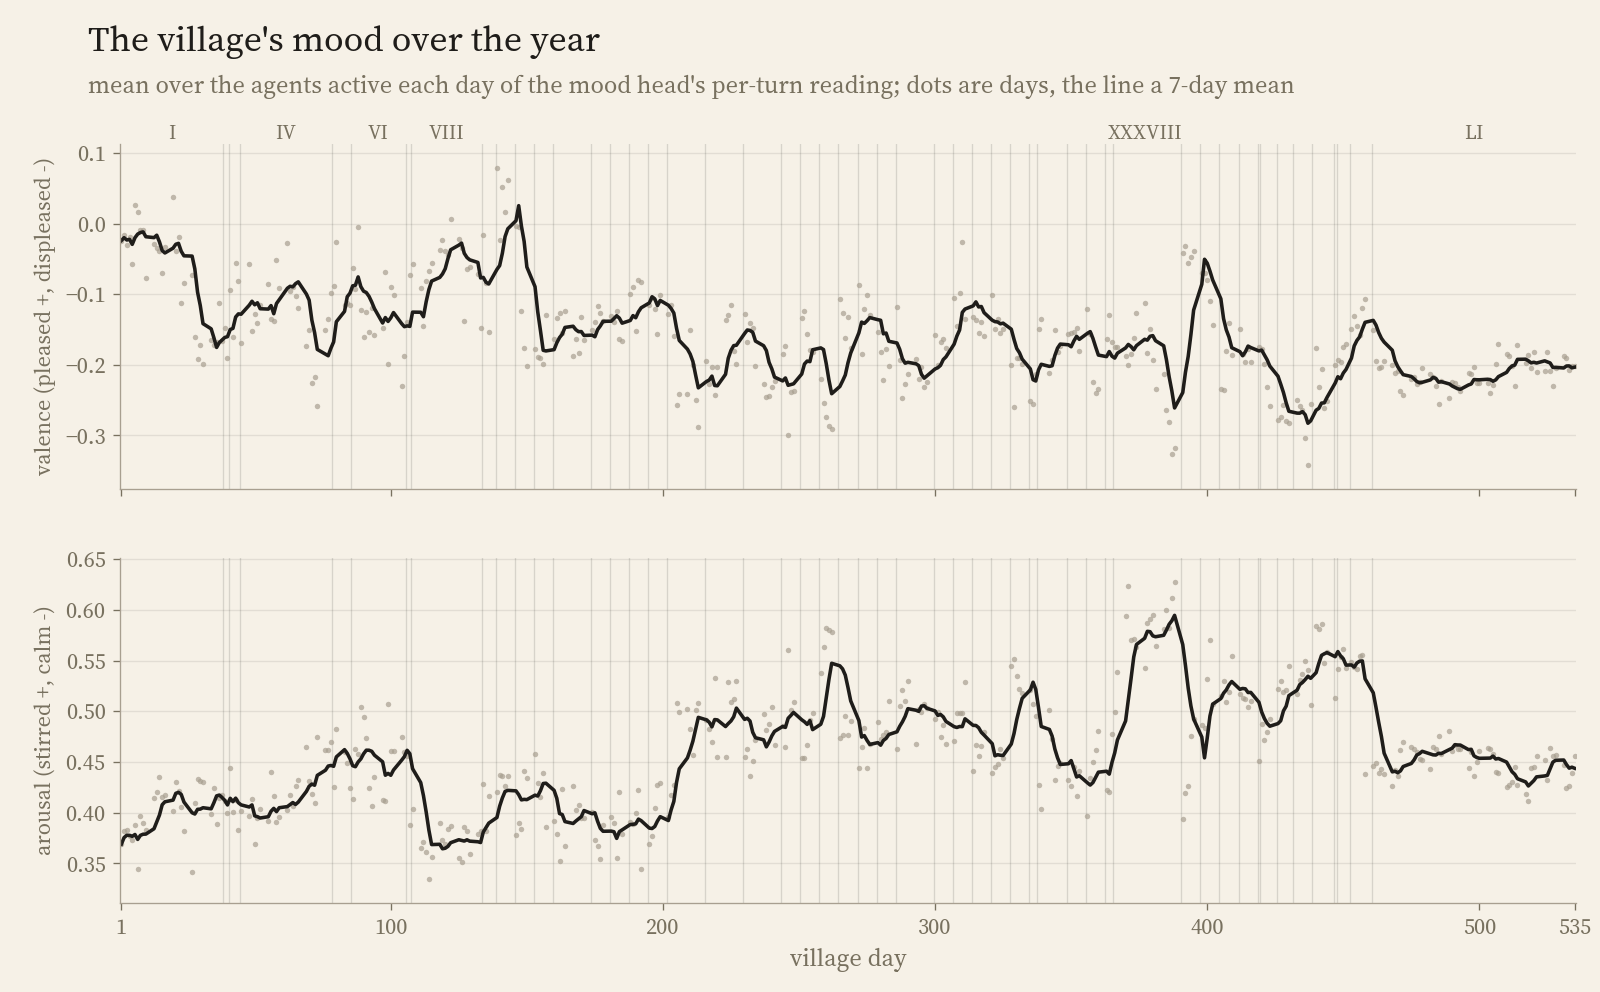 The village's mood over the year
mean over the agents active each day of the mood head's per-turn reading; dots are days, the line a 7-day mean
I IV VI VIII XXXVIII LI
valence (pleased +, displeased -)
0.1
0.0
−0.1
−0.2
−0.3
arousal (stirred +, calm -)
0.65
0.60
0.55
0.50
0.45
0.40
0.35
1 100 200 300 400 500 535
village day